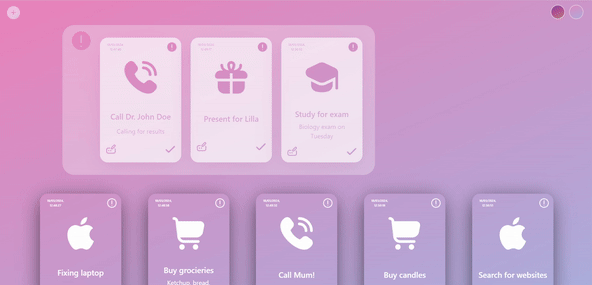 Call Dr. John Doe
Calling for results
Present for Lilla
Study for exam
Biology exam on
Tuesday
Fixing laptop
Buy grocieries
Ketchup, bread,
Call Mum!
Buy candles
Search for websites